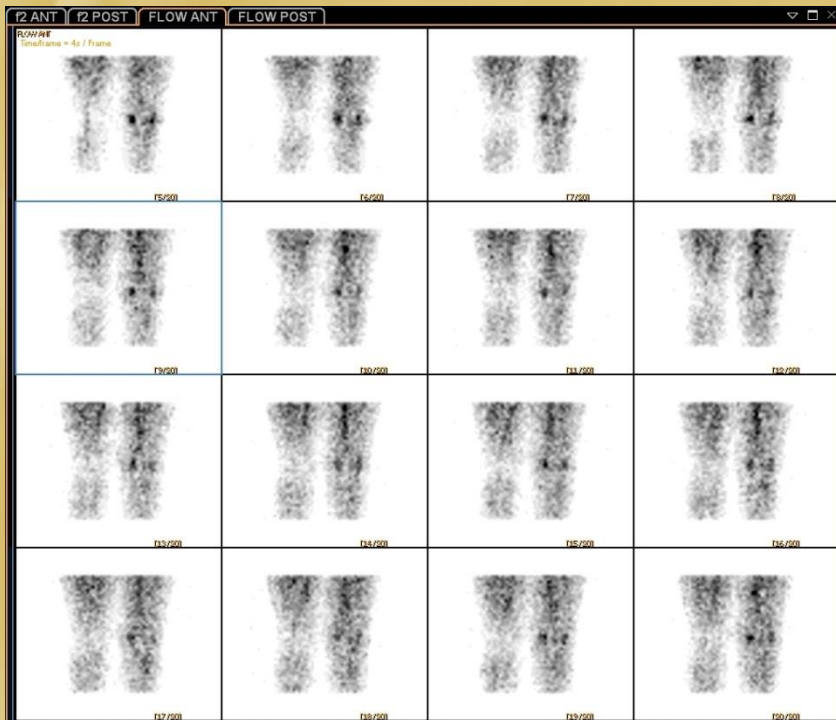 f2 ANT f2 POST FLOW ANT FLOW POST
FLOW ANT
Time/frame = 4s / Frame
[5/20] [6/20] [7/20] [8/20]
[9/20] [10/20] [11/20] [12/20]
[13/20] [14/20] [15/20] [16/20]
[17/20] [18/20] [19/20] [20/20]